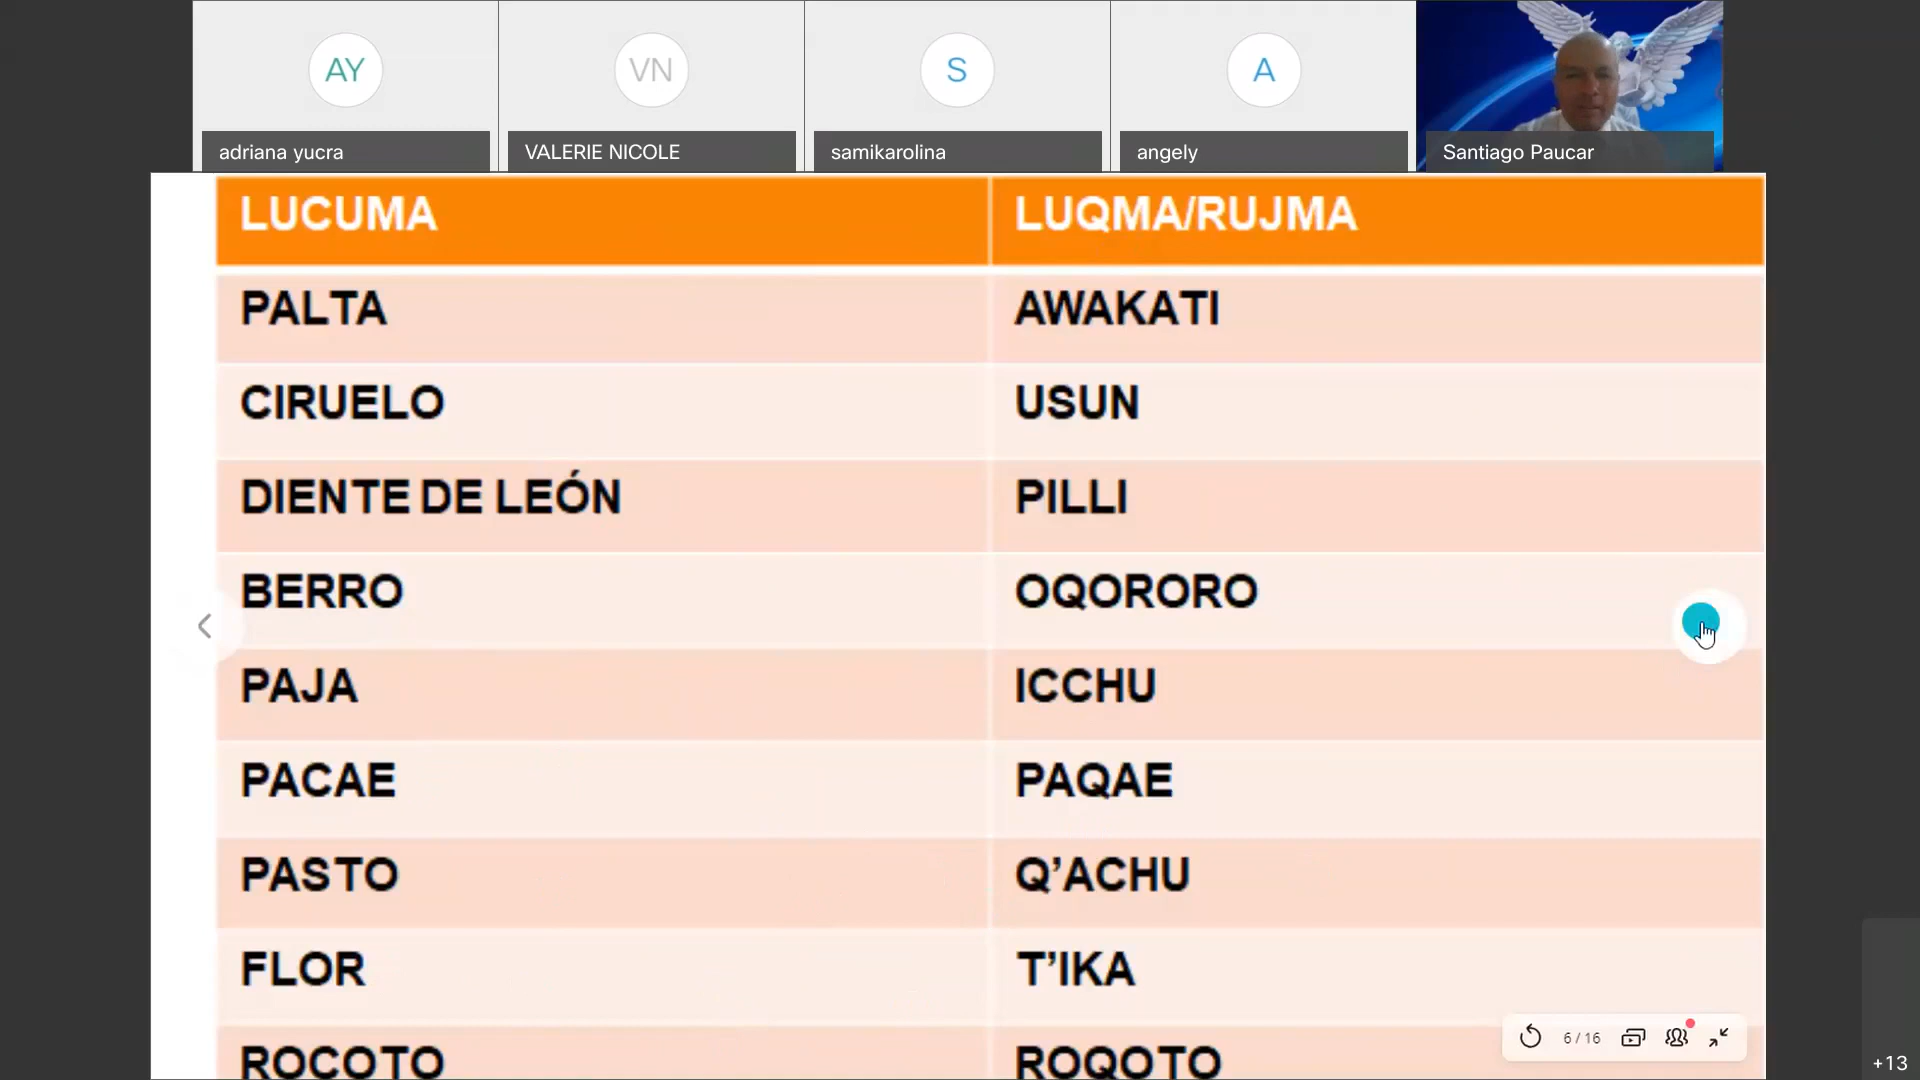 AY
VN
S
A
adriana yucra
VALERIE NICOLE
samikarolina
angely
Santiago Paucar
LUCUMA LUQMA/RUJMA
PALTA AWAKATI
CIRUELO USUN
DIENTE DE LEÓN PILLI
BERRO OQORORO
PAJA ICCHU
PACAE PAQAE
PASTO Q’ACHU
FLOR T’IKA
ROCOTO ROQOTO
6 / 16
+13